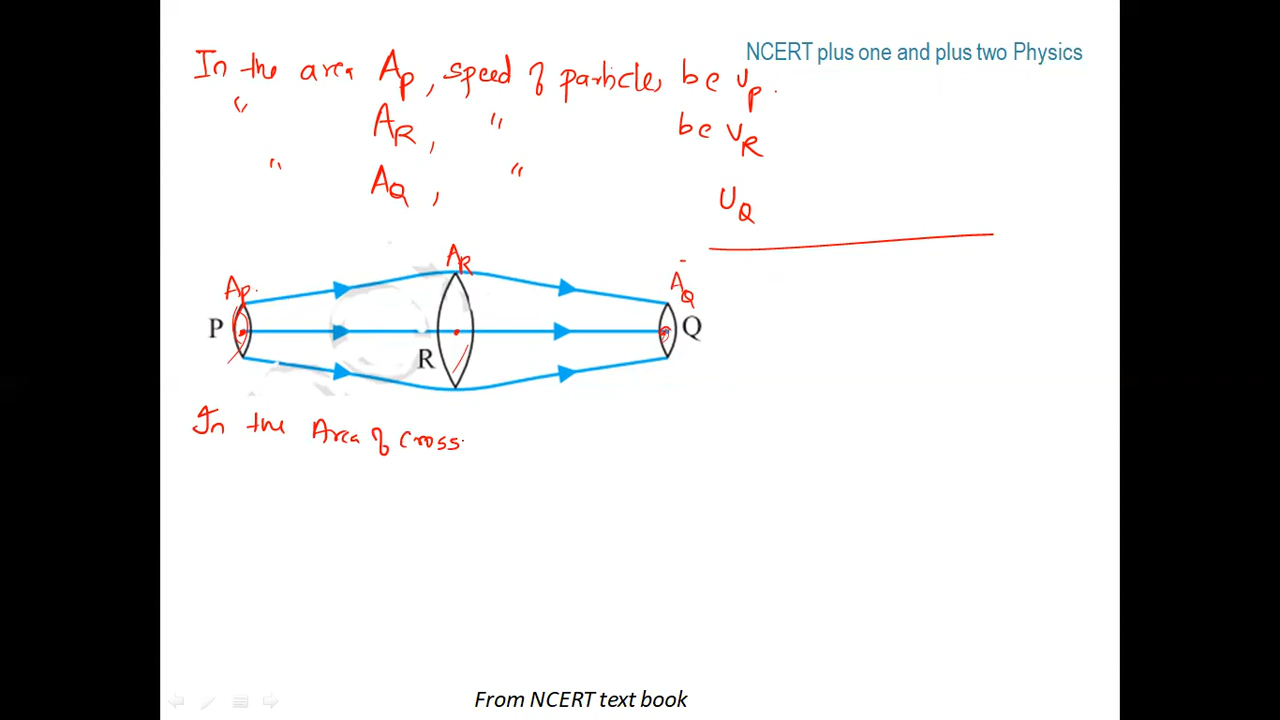 NCERT plus one and plus two Physics
In the area AP, speed of particles be vP.
" AR, " be vR
" AQ, " vQ
AP AR AQ
P R Q
In the Area of cross
From NCERT text book